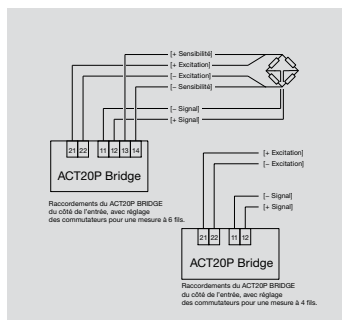 [+ Sensibilité]
[+ Excitation]
[− Excitation]
[− Sensibilité]
[− Signal]
[+ Signal]
21 22 11 12 13 14
ACT20P Bridge
Raccordements du ACT20P BRIDGE
du côté de l'entrée, avec réglage
des commutateurs pour une mesure à 6 fils.
[+ Excitation]
[− Excitation]
[− Signal]
[+ Signal]
21 22 11 12
ACT20P Bridge
Raccordements du ACT20P BRIDGE
du côté de l'entrée, avec réglage
des commutateurs pour une mesure à 4 fils.